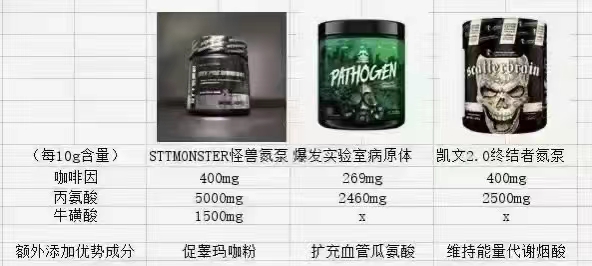 PATHOGEN
scatterbrain
（每10g含量） STTMONSTER怪兽氮泵 爆发实验室病原体 凯文2.0终结者氮泵
咖啡因 400mg 269mg 400mg
丙氨酸 5000mg 2460mg 2500mg
牛磺酸 1500mg x x
额外添加优势成分 促睾玛咖粉 扩充血管瓜氨酸 维持能量代谢烟酸